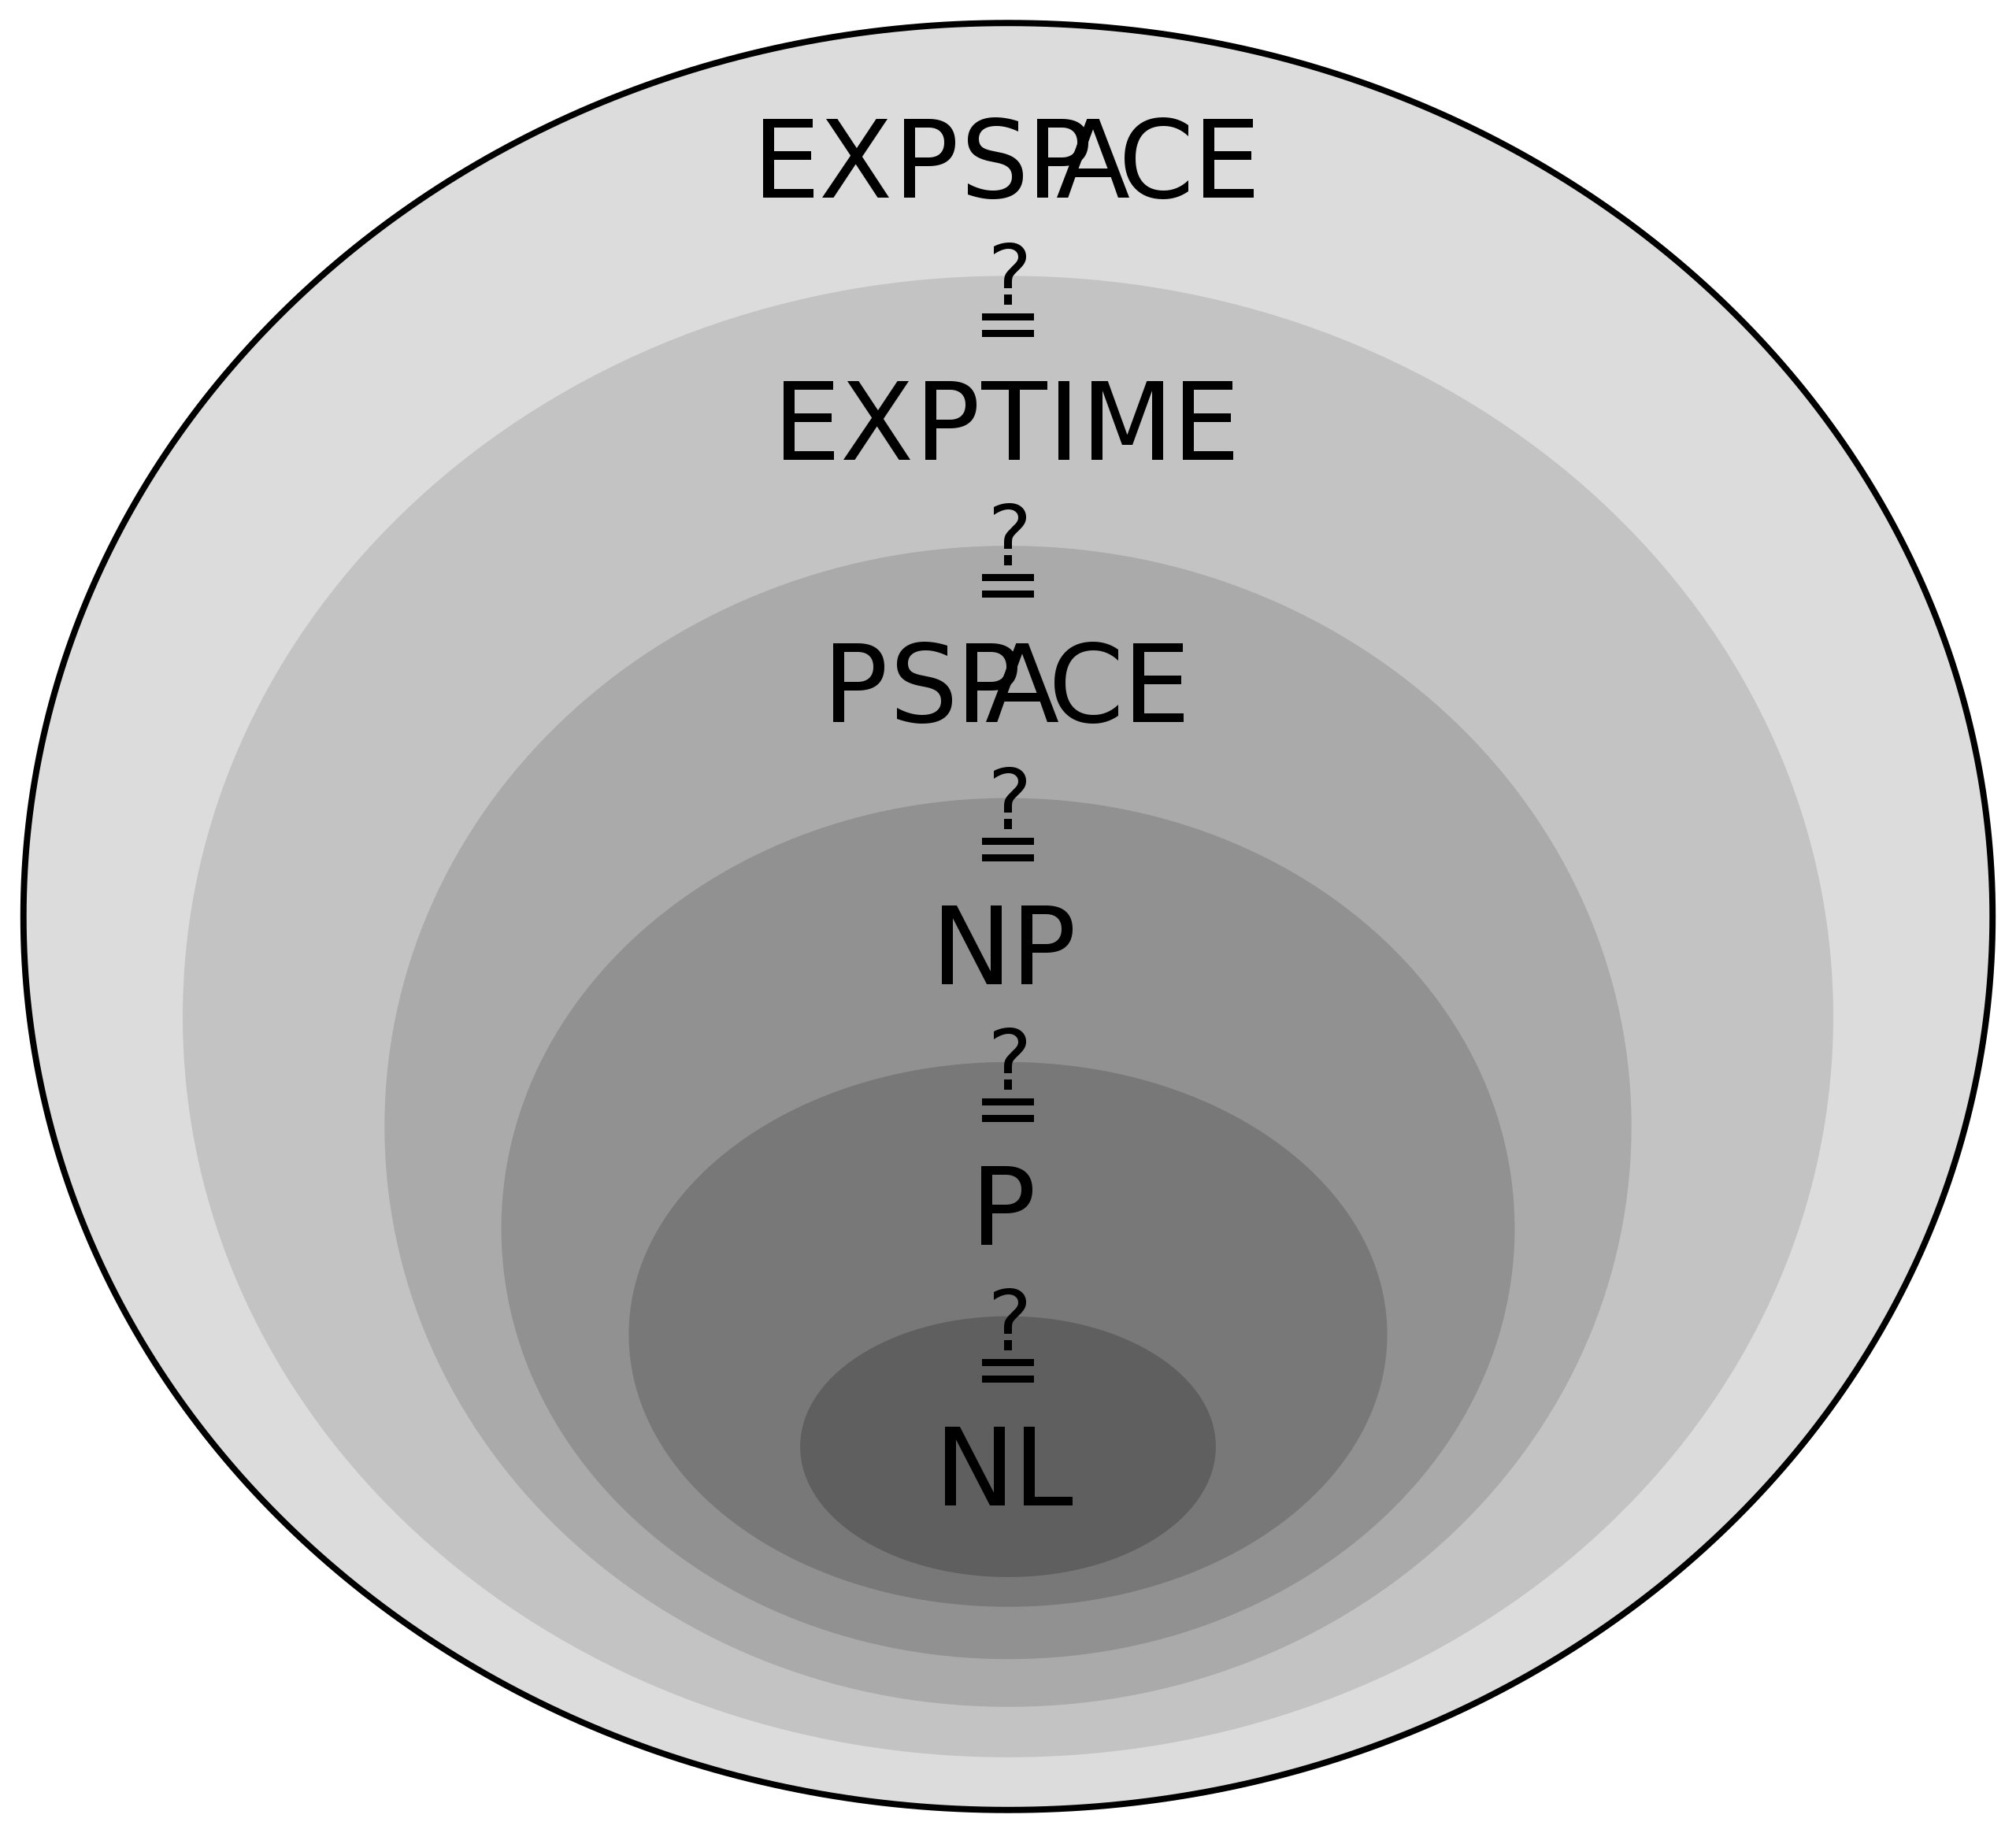 EXPSPACE
?
=
EXPTIME
?
=
PSPACE
?
=
NP
?
=
P
?
=
NL